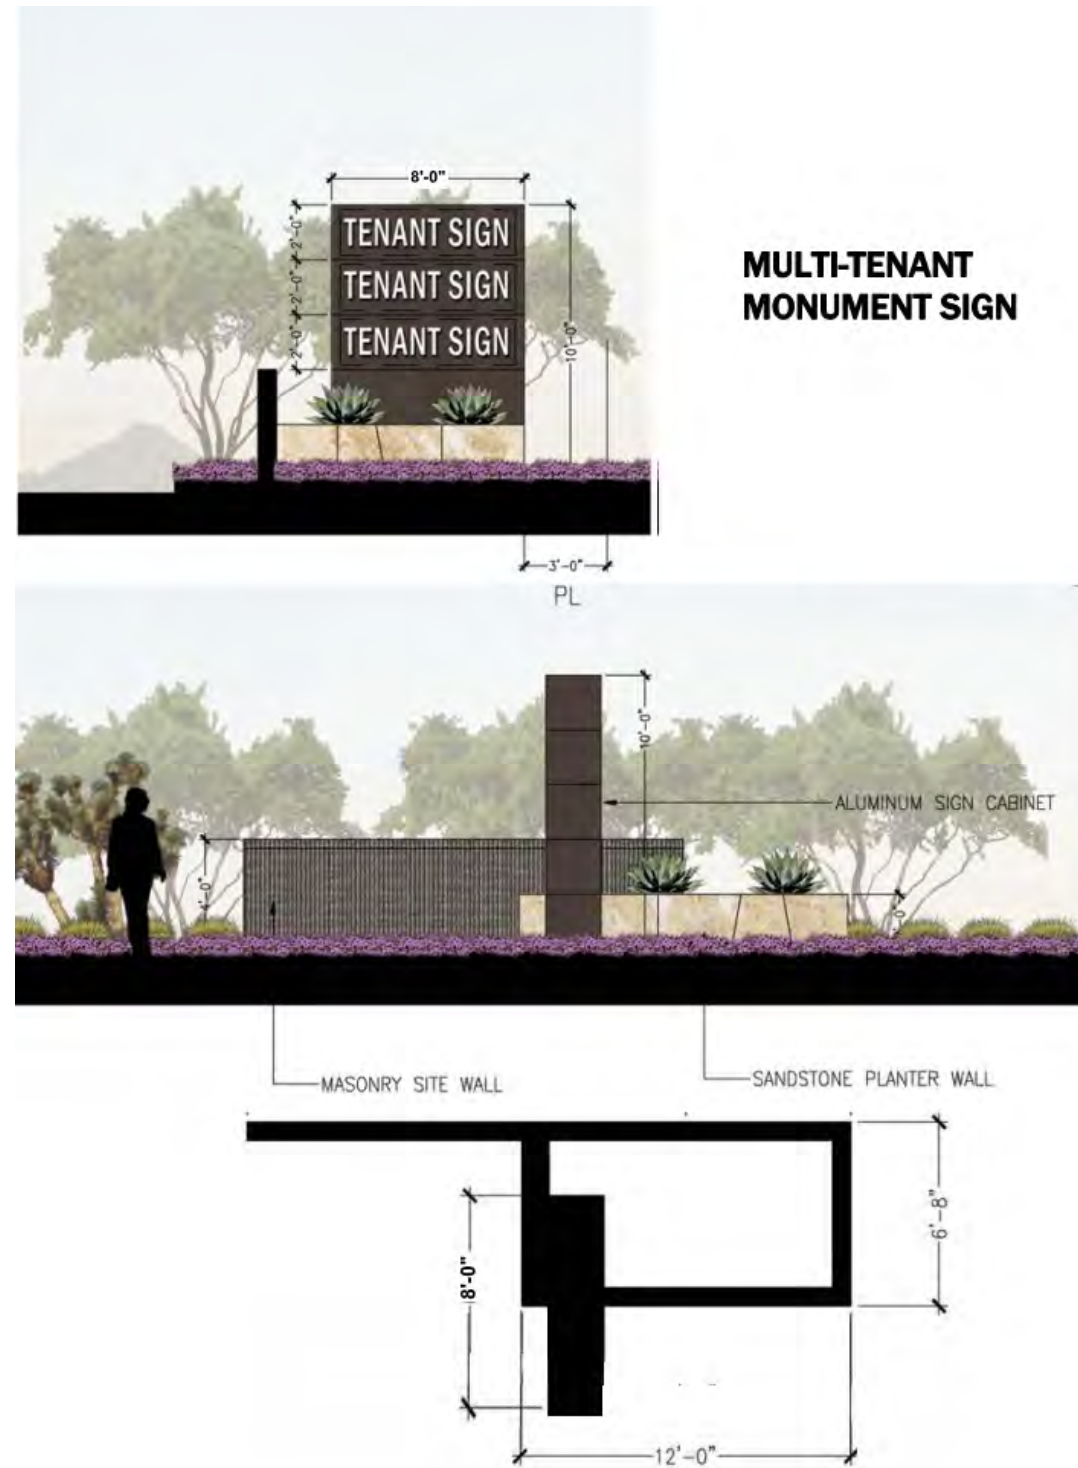 8'-0"
2'-0"
TENANT SIGN
2'-0"
TENANT SIGN
2'-0"
TENANT SIGN
10'-0"
MULTI-TENANT
MONUMENT SIGN
3'-0"
PL
10'-0"
ALUMINUM SIGN CABINET
4'-0"
MASONRY SITE WALL
SANDSTONE PLANTER WALL
6'-8"
8'-0"
12'-0"